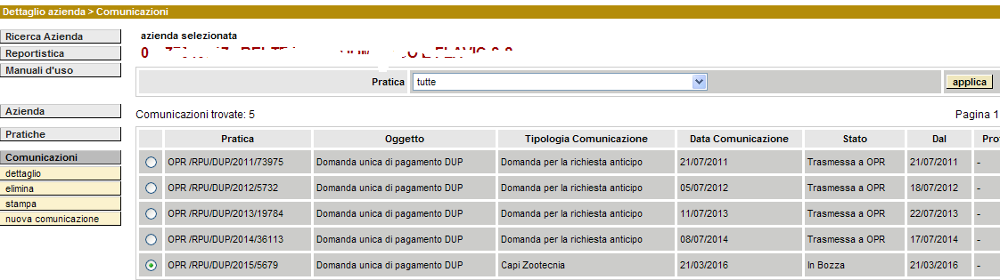 Dettaglio azienda > Comunicazioni
Ricerca Azienda
Reportistica
Manuali d'uso
Azienda
Pratiche
Comunicazioni
dettaglio
elimina
stampa
nuova comunicazione
azienda selezionata
0
Pratica tutte applica
Comunicazioni trovate: 5 Pagina 1
Pratica Oggetto Tipologia Comunicazione Data Comunicazione Stato Dal
OPR /RPU/DUP/2011/73975 Domanda unica di pagamento DUP Domanda per la richiesta anticipo 21/07/2011 Trasmessa a OPR 21/07/2011 -
OPR /RPU/DUP/2012/5732 Domanda unica di pagamento DUP Domanda per la richiesta anticipo 05/07/2012 Trasmessa a OPR 18/07/2012 -
OPR /RPU/DUP/2013/19784 Domanda unica di pagamento DUP Domanda per la richiesta anticipo 11/07/2013 Trasmessa a OPR 22/07/2013 -
OPR /RPU/DUP/2014/36113 Domanda unica di pagamento DUP Domanda per la richiesta anticipo 08/07/2014 Trasmessa a OPR 17/07/2014 -
OPR /RPU/DUP/2015/5679 Domanda unica di pagamento DUP Capi Zootecnia 21/03/2016 In Bozza 21/03/2016 -